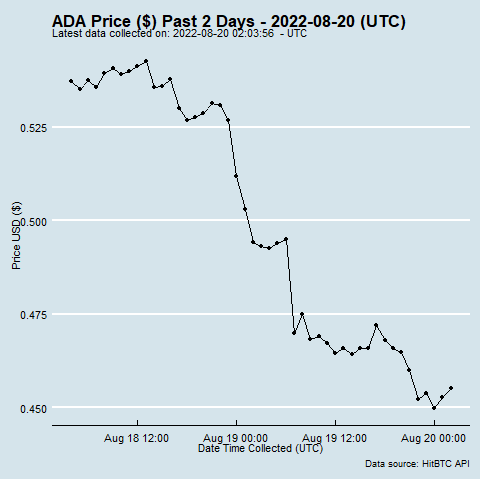 ADA Price ($) Past 2 Days - 2022-08-20 (UTC)
Latest data collected on: 2022-08-20 02:03:56  - UTC
Price USD ($)
0.525
0.500
0.475
0.450
Aug 18 12:00 Aug 19 00:00 Aug 19 12:00 Aug 20 00:00
Date Time Collected (UTC)
Data source: HitBTC API